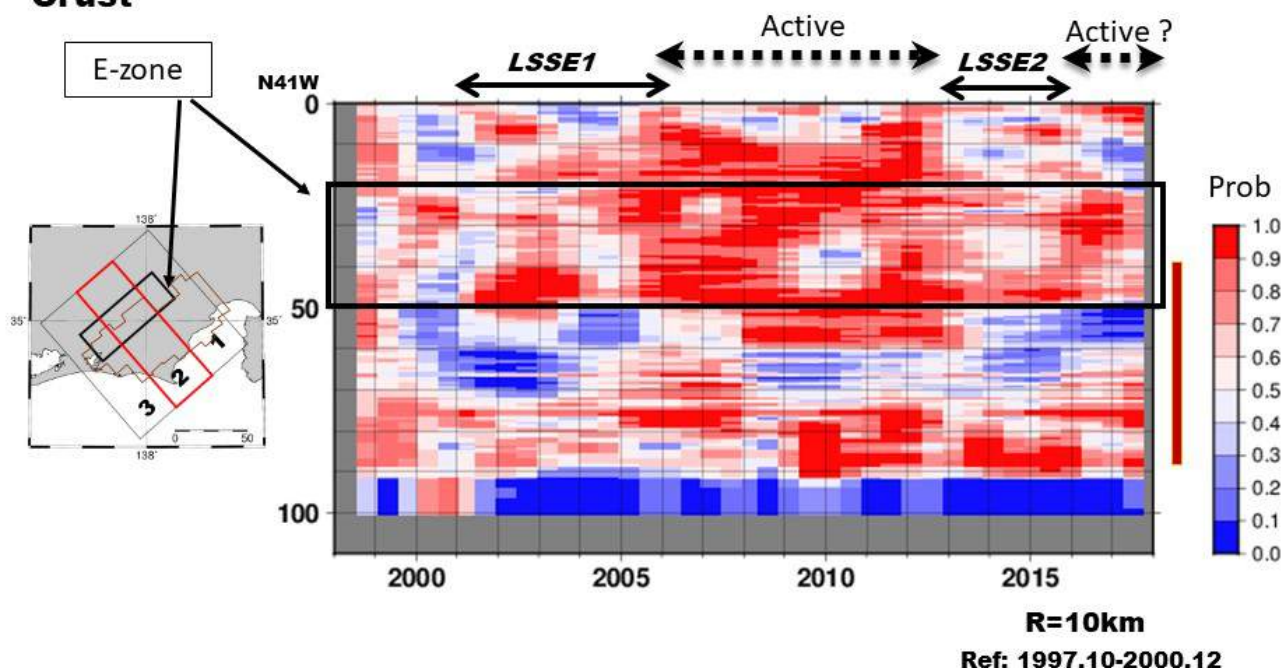 Crust
Active
Active ?
E-zone
LSSE1
LSSE2
N41W
0
50
100
2000
2005
2010
2015
138°
35°
35°
1
2
3
0
50
138°
Prob
1.0
0.9
0.8
0.7
0.6
0.5
0.4
0.3
0.2
0.1
0.0
R=10km
Ref: 1997.10-2000.12